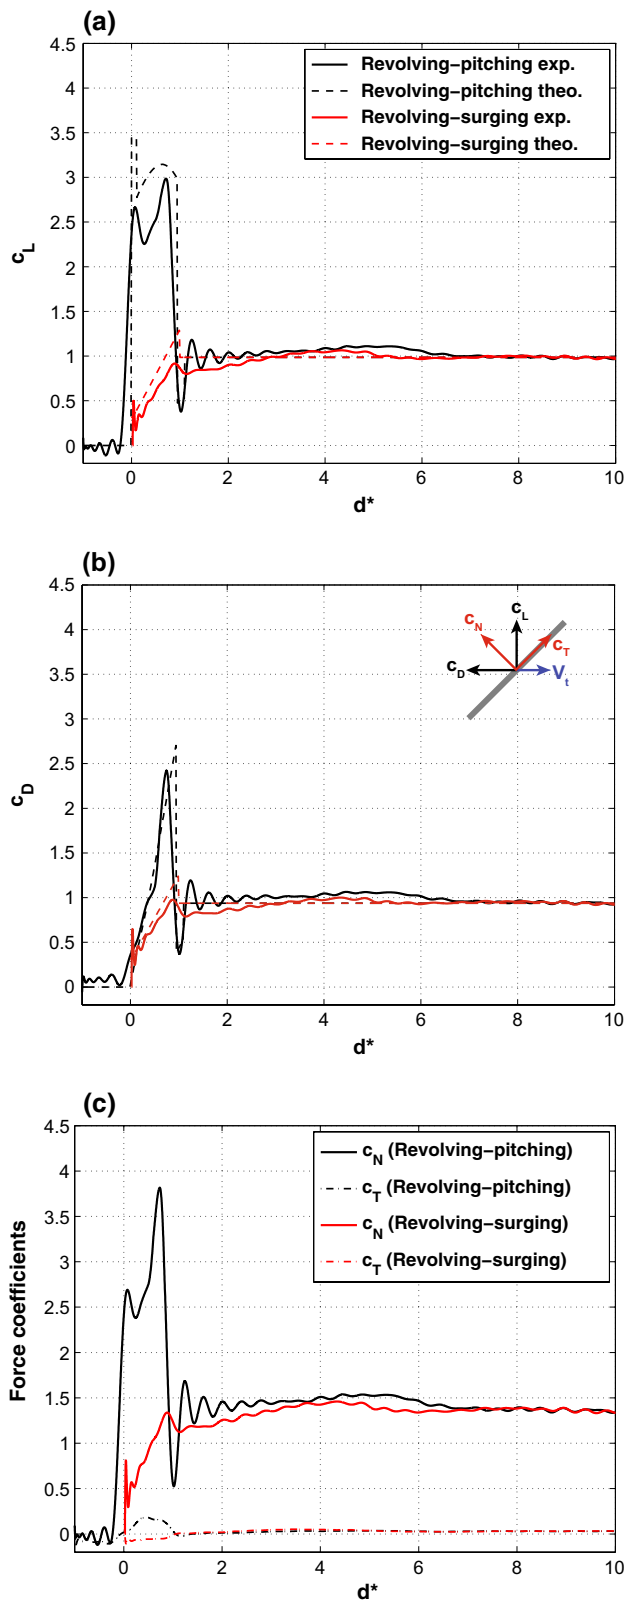 (a)
4.5
4
3.5
3
2.5
2
1.5
1
0.5
0
c_L
Revolving−pitching exp.
Revolving−pitching theo.
Revolving−surging exp.
Revolving−surging theo.
0 2 4 6 8 10
d*
(b)
4.5
4
3.5
3
2.5
2
1.5
1
0.5
0
c_D
c_L
c_N
c_T
c_D
V_t
0 2 4 6 8 10
d*
(c)
4.5
4
3.5
3
2.5
2
1.5
1
0.5
0
Force coefficients
c_N (Revolving−pitching)
c_T (Revolving−pitching)
c_N (Revolving−surging)
c_T (Revolving−surging)
0 2 4 6 8 10
d*